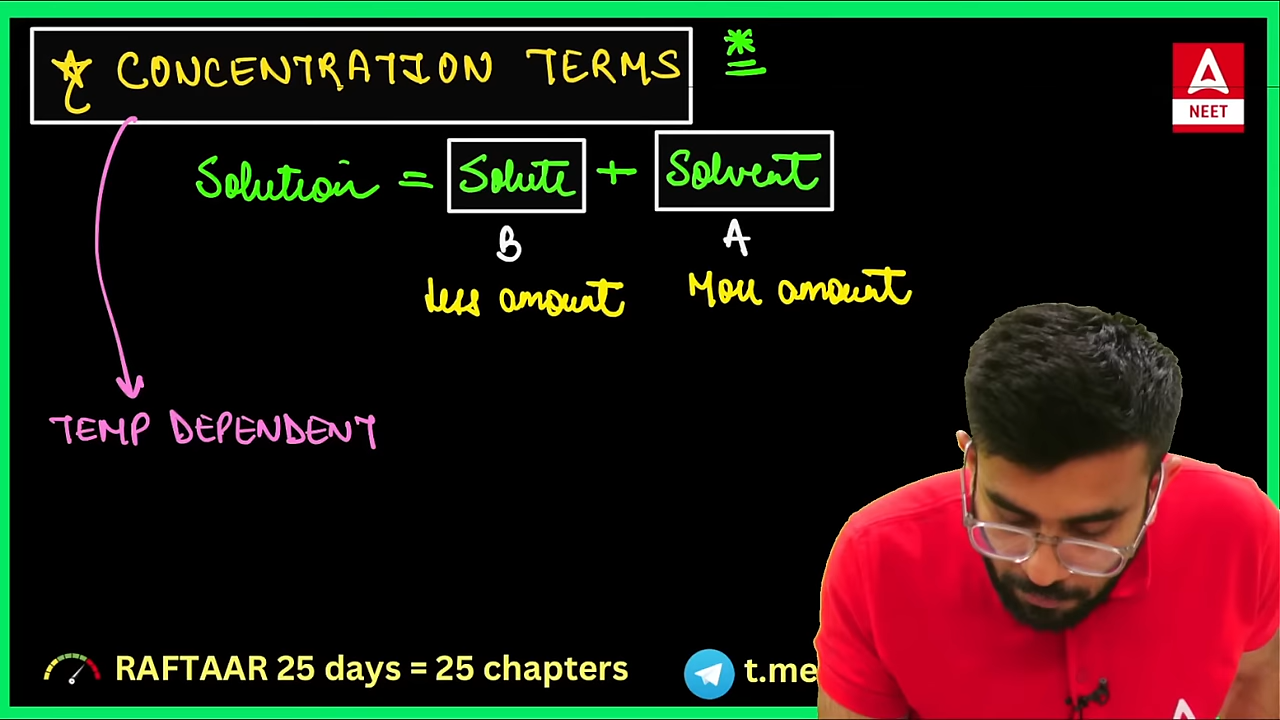 CONCENTRATION TERMS *
Solution = Solute + Solvent
B A
Less amount More amount
TEMP DEPENDENT
A
NEET
RAFTAAR 25 days = 25 chapters
t.me